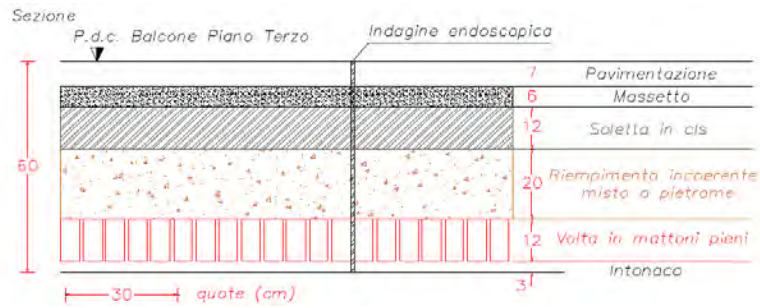 Sezione
P.d.c. Balcone Piano Terzo
Indagine endoscopica
7
Pavimentazione
6
Massetto
12
Soletta in cls
60
20
Riempimento incoerente
misto a pietrame
12
Volta in mattoni pieni
Intonaco
3
30
quote (cm)